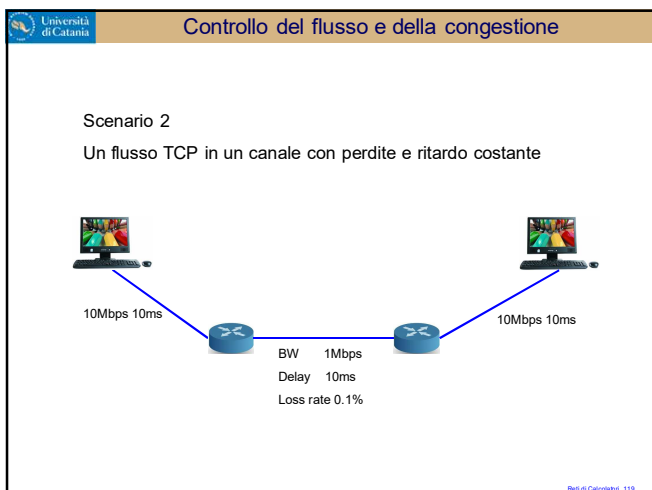 Università
di Catania
Controllo del flusso e della congestione
Scenario 2
Un flusso TCP in un canale con perdite e ritardo costante
10Mbps 10ms
10Mbps 10ms
BW 1Mbps
Delay 10ms
Loss rate 0.1%
Reti di Calcolatori 119